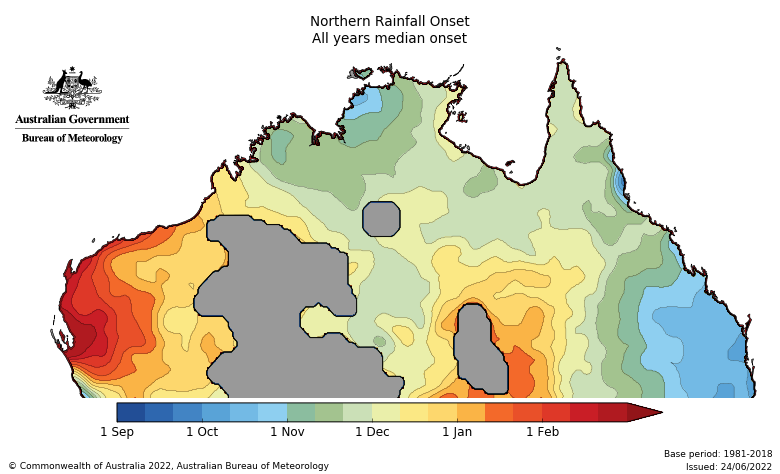 Northern Rainfall Onset
All years median onset
Australian Government
Bureau of Meteorology
1 Sep 1 Oct 1 Nov 1 Dec 1 Jan 1 Feb
Base period: 1981-2018
© Commonwealth of Australia 2022, Australian Bureau of Meteorology
Issued: 24/06/2022